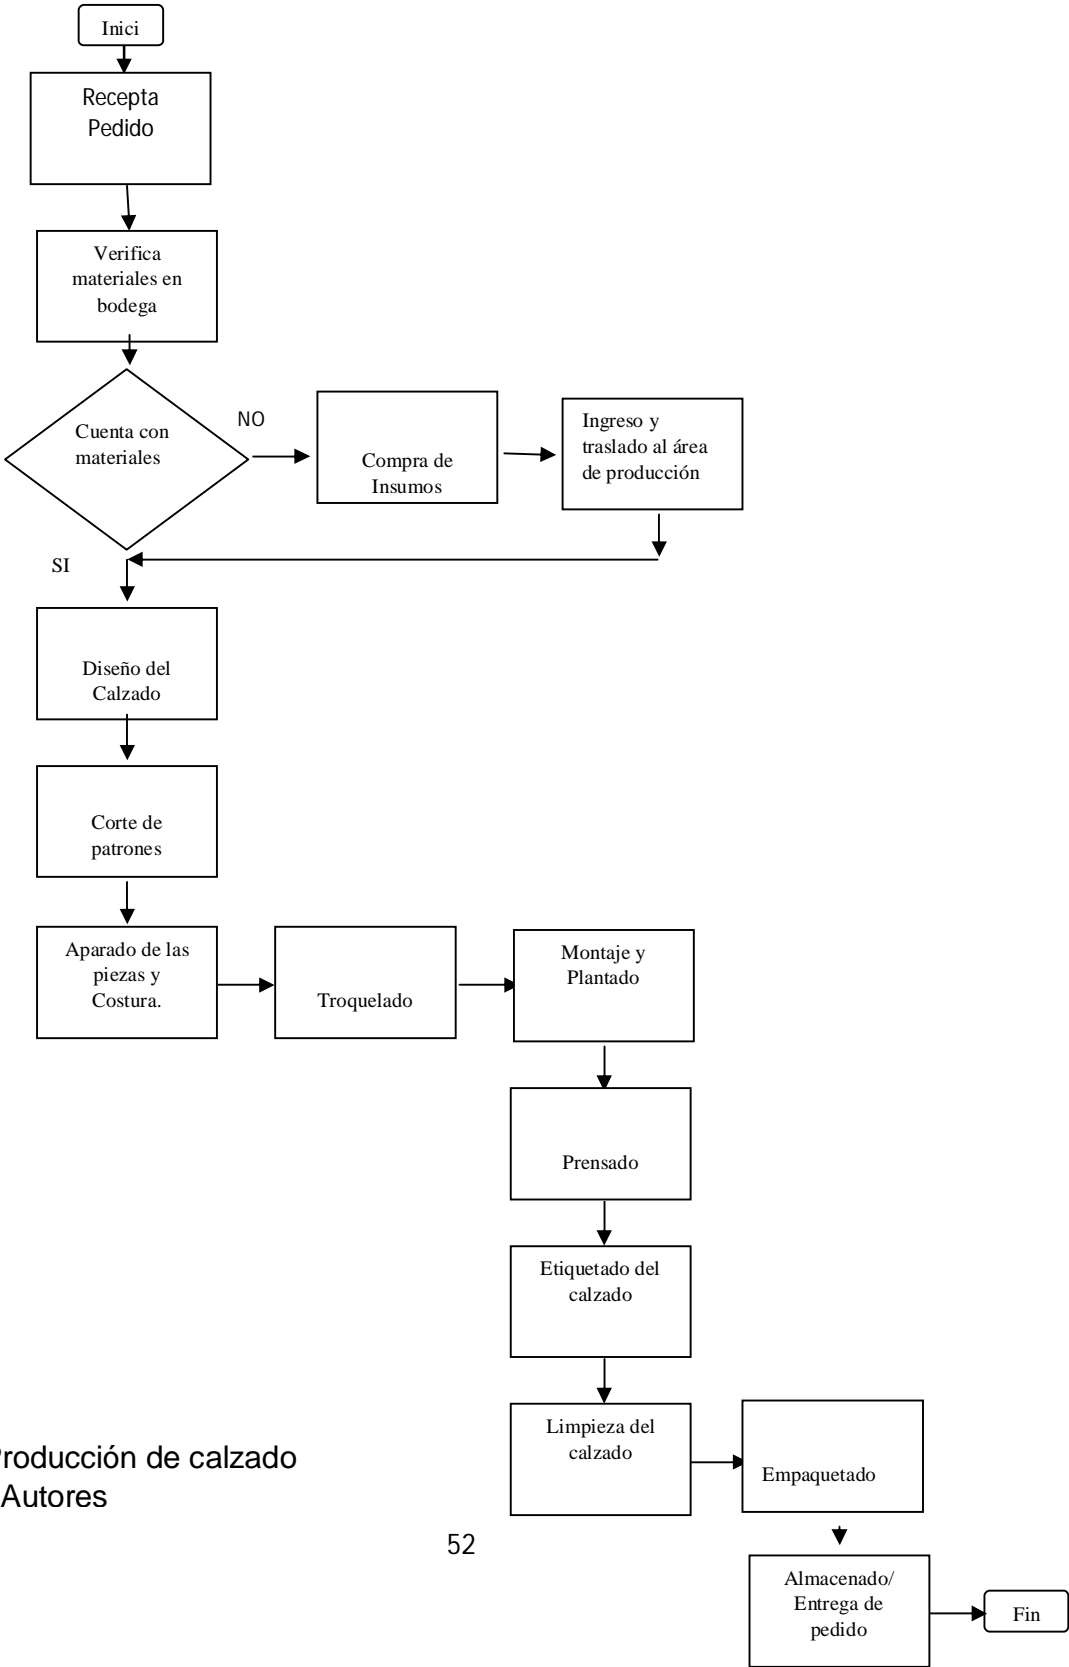 Inici
Recepta
Pedido
Verifica
materiales en
bodega
Cuenta con
materiales
NO
Compra de
Insumos
Ingreso y
traslado al área
de producción
SI
Diseño del
Calzado
Corte de
patrones
Aparado de las
piezas y
Costura.
Troquelado
Montaje y
Plantado
Prensado
Etiquetado del
calzado
Limpieza del
calzado
Empaquetado
Almacenado/
Entrega de
pedido
Fin
Producción de calzado
Autores
52